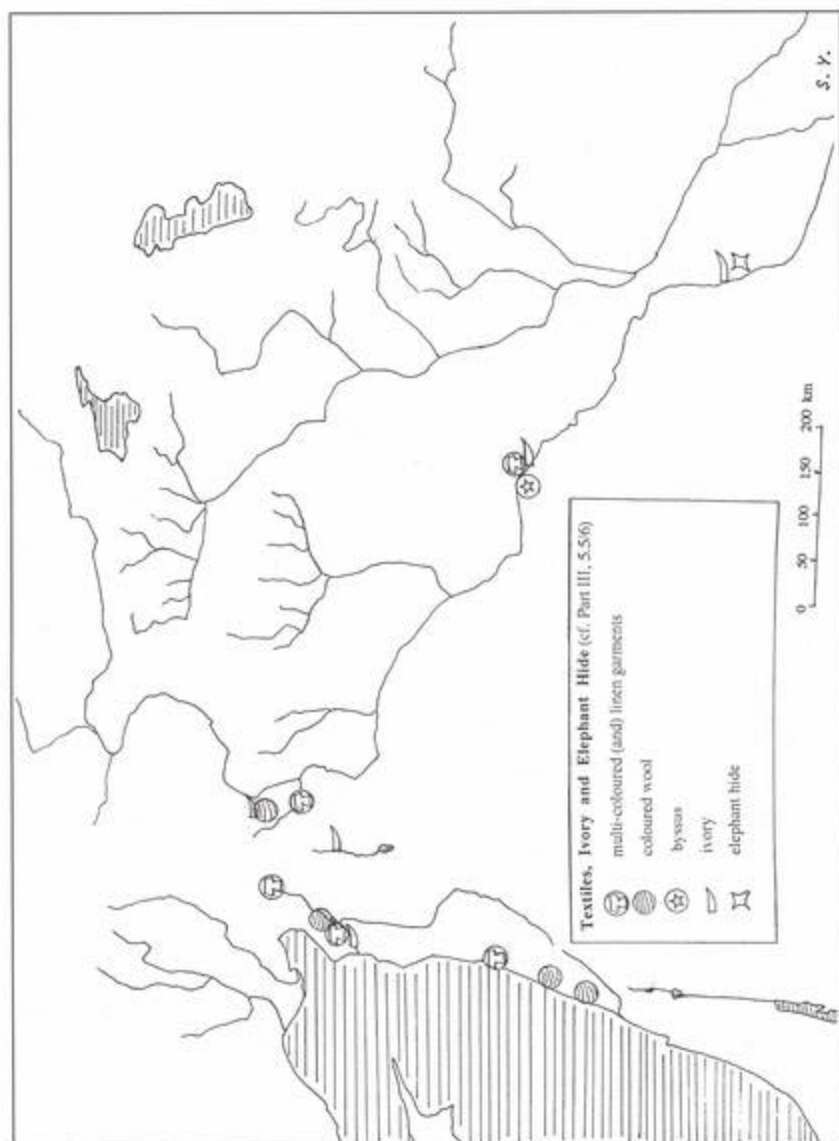 Textiles, Ivory and Elephant Hide (cf. Part III, 5.5/6)
multi-coloured (and) linen garments
coloured wool
byssus
ivory
elephant hide
0 50 100 150 200 km
S.Y.